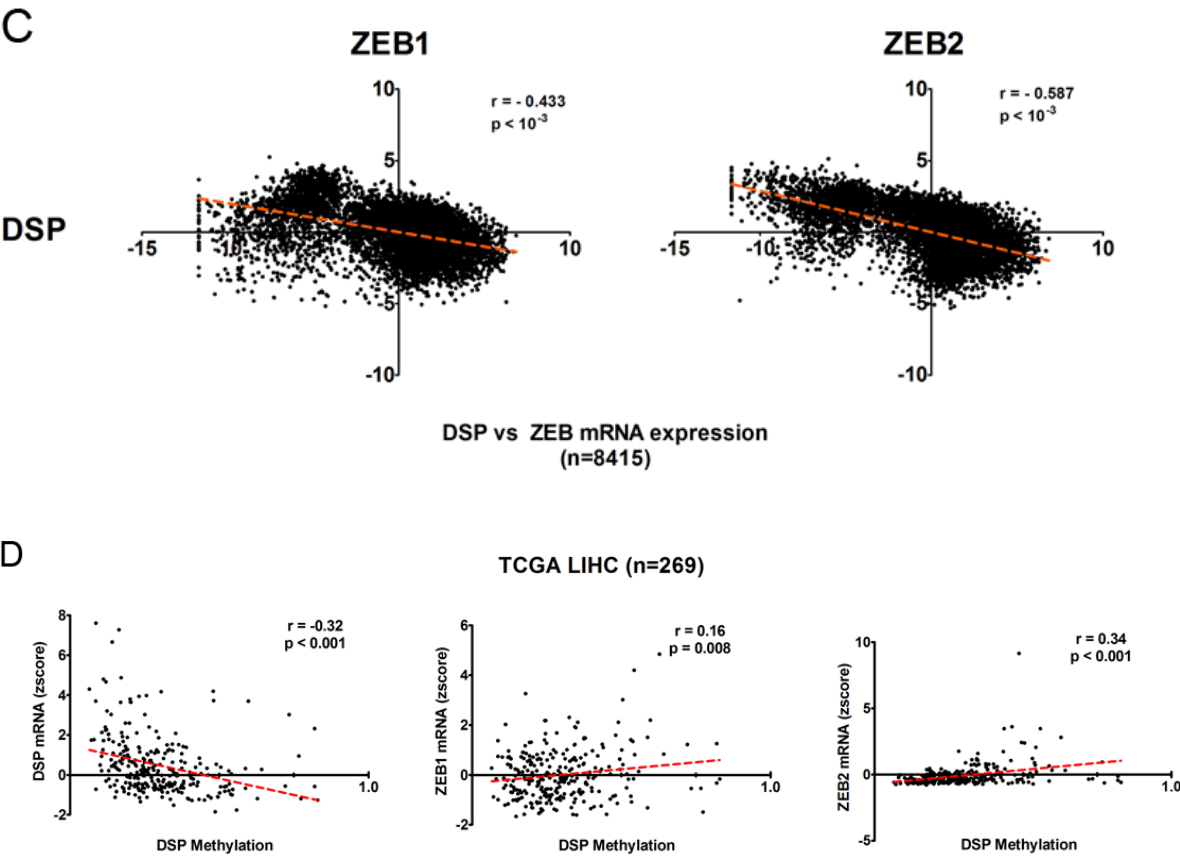 C
ZEB1
ZEB2
10
r = - 0.433
p < 10-3
5
-15
10
-5
-10
10
r = - 0.587
p < 10-3
5
-15
-10
10
-5
-10
DSP
DSP vs ZEB mRNA expression
(n=8415)
D
TCGA LIHC (n=269)
8
6
4
2
0
-2
DSP mRNA (zscore)
r = -0.32
p < 0.001
1.0
DSP Methylation
6
4
2
0
-2
ZEB1 mRNA (zscore)
r = 0.16
p = 0.008
1.0
DSP Methylation
10
5
0
-5
ZEB2 mRNA (zscore)
r = 0.34
p < 0.001
1.0
DSP Methylation